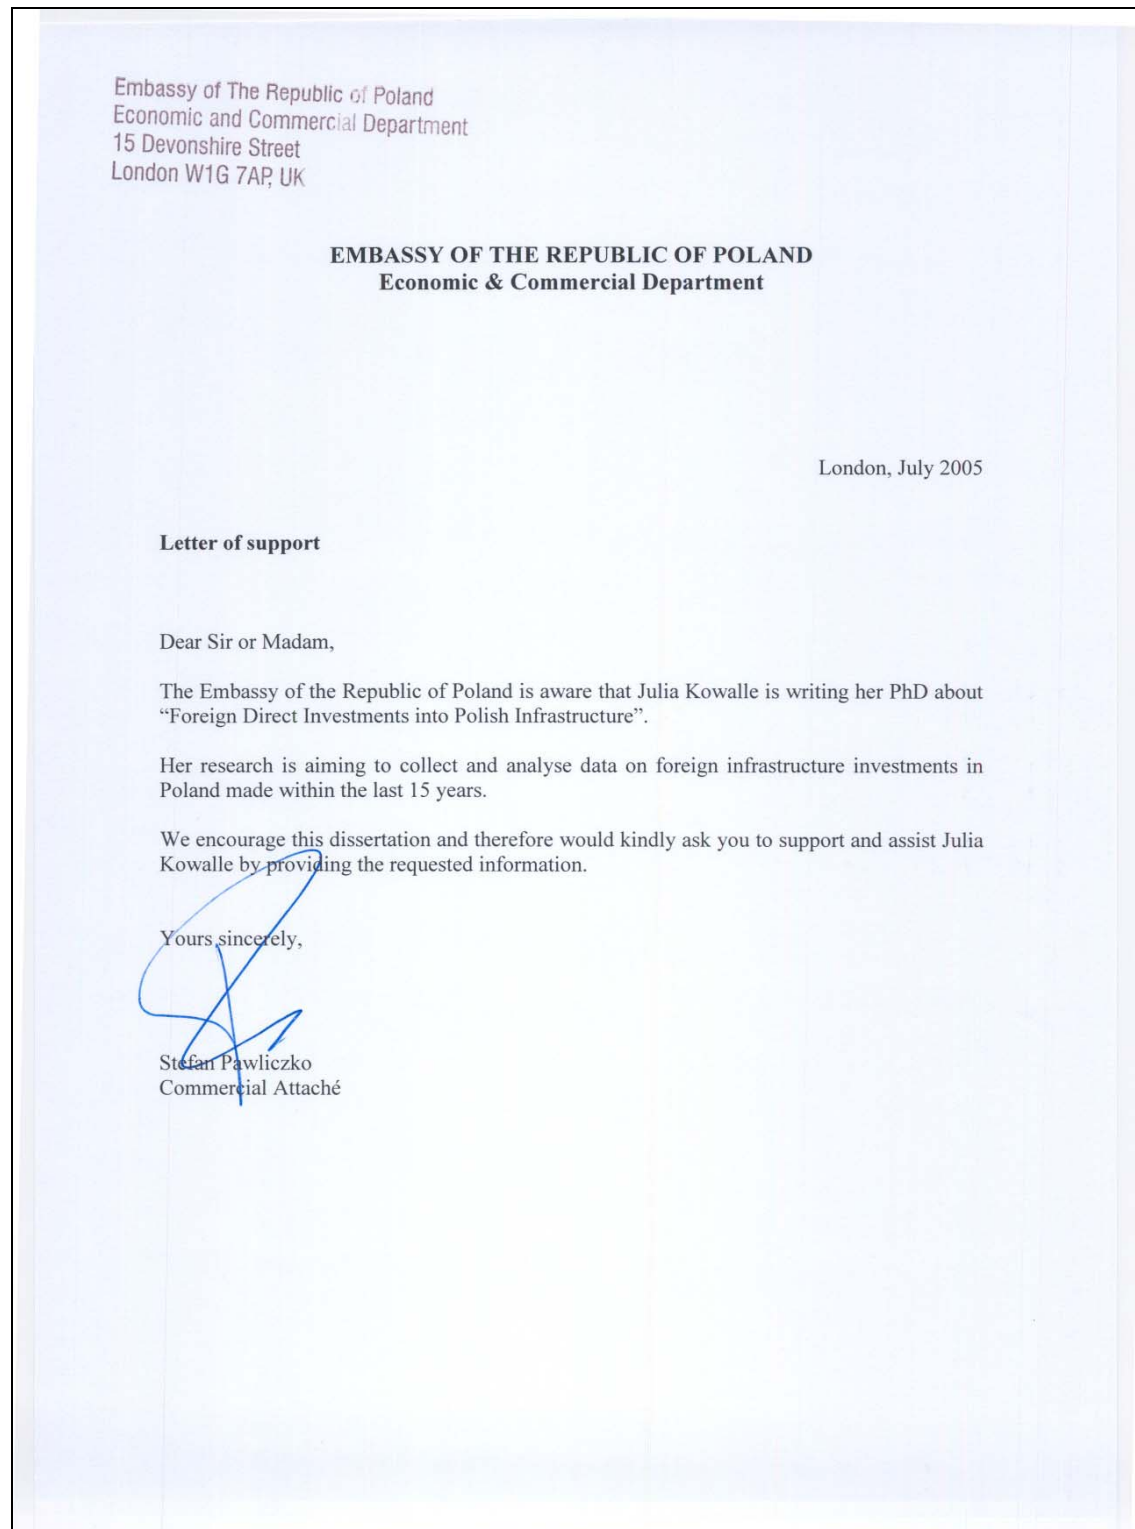 Embassy of The Republic of Poland
Economic and Commercial Department
15 Devonshire Street
London W1G 7AP, UK
EMBASSY OF THE REPUBLIC OF POLAND
Economic & Commercial Department
London, July 2005
Letter of support
Dear Sir or Madam,
The Embassy of the Republic of Poland is aware that Julia Kowalle is writing her PhD about
“Foreign Direct Investments into Polish Infrastructure”.
Her research is aiming to collect and analyse data on foreign infrastructure investments in
Poland made within the last 15 years.
We encourage this dissertation and therefore would kindly ask you to support and assist Julia
Kowalle by providing the requested information.
Yours sincerely,
Stefan Pawliczko
Commercial Attaché